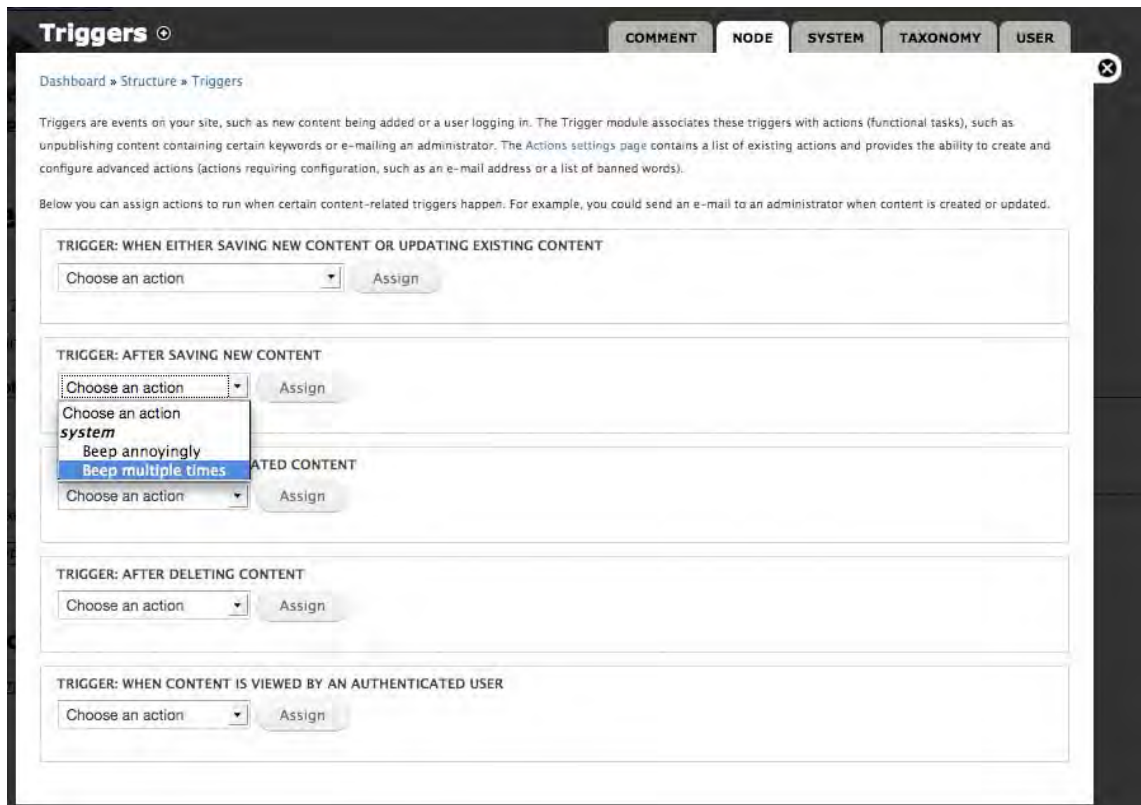 Triggers
COMMENT
NODE
SYSTEM
TAXONOMY
USER
Dashboard » Structure » Triggers
Triggers are events on your site, such as new content being added or a user logging in. The Trigger module associates these triggers with actions (functional tasks), such as
unpublishing content containing certain keywords or e-mailing an administrator. The Actions settings page contains a list of existing actions and provides the ability to create and
configure advanced actions (actions requiring configuration, such as an e-mail address or a list of banned words).
Below you can assign actions to run when certain content-related triggers happen. For example, you could send an e-mail to an administrator when content is created or updated.
TRIGGER: WHEN EITHER SAVING NEW CONTENT OR UPDATING EXISTING CONTENT
Choose an action
Assign
TRIGGER: AFTER SAVING NEW CONTENT
Choose an action
Assign
Choose an action
system
Beep annoyingly
Beep multiple times
ATED CONTENT
Choose an action
Assign
TRIGGER: AFTER DELETING CONTENT
Choose an action
Assign
TRIGGER: WHEN CONTENT IS VIEWED BY AN AUTHENTICATED USER
Choose an action
Assign